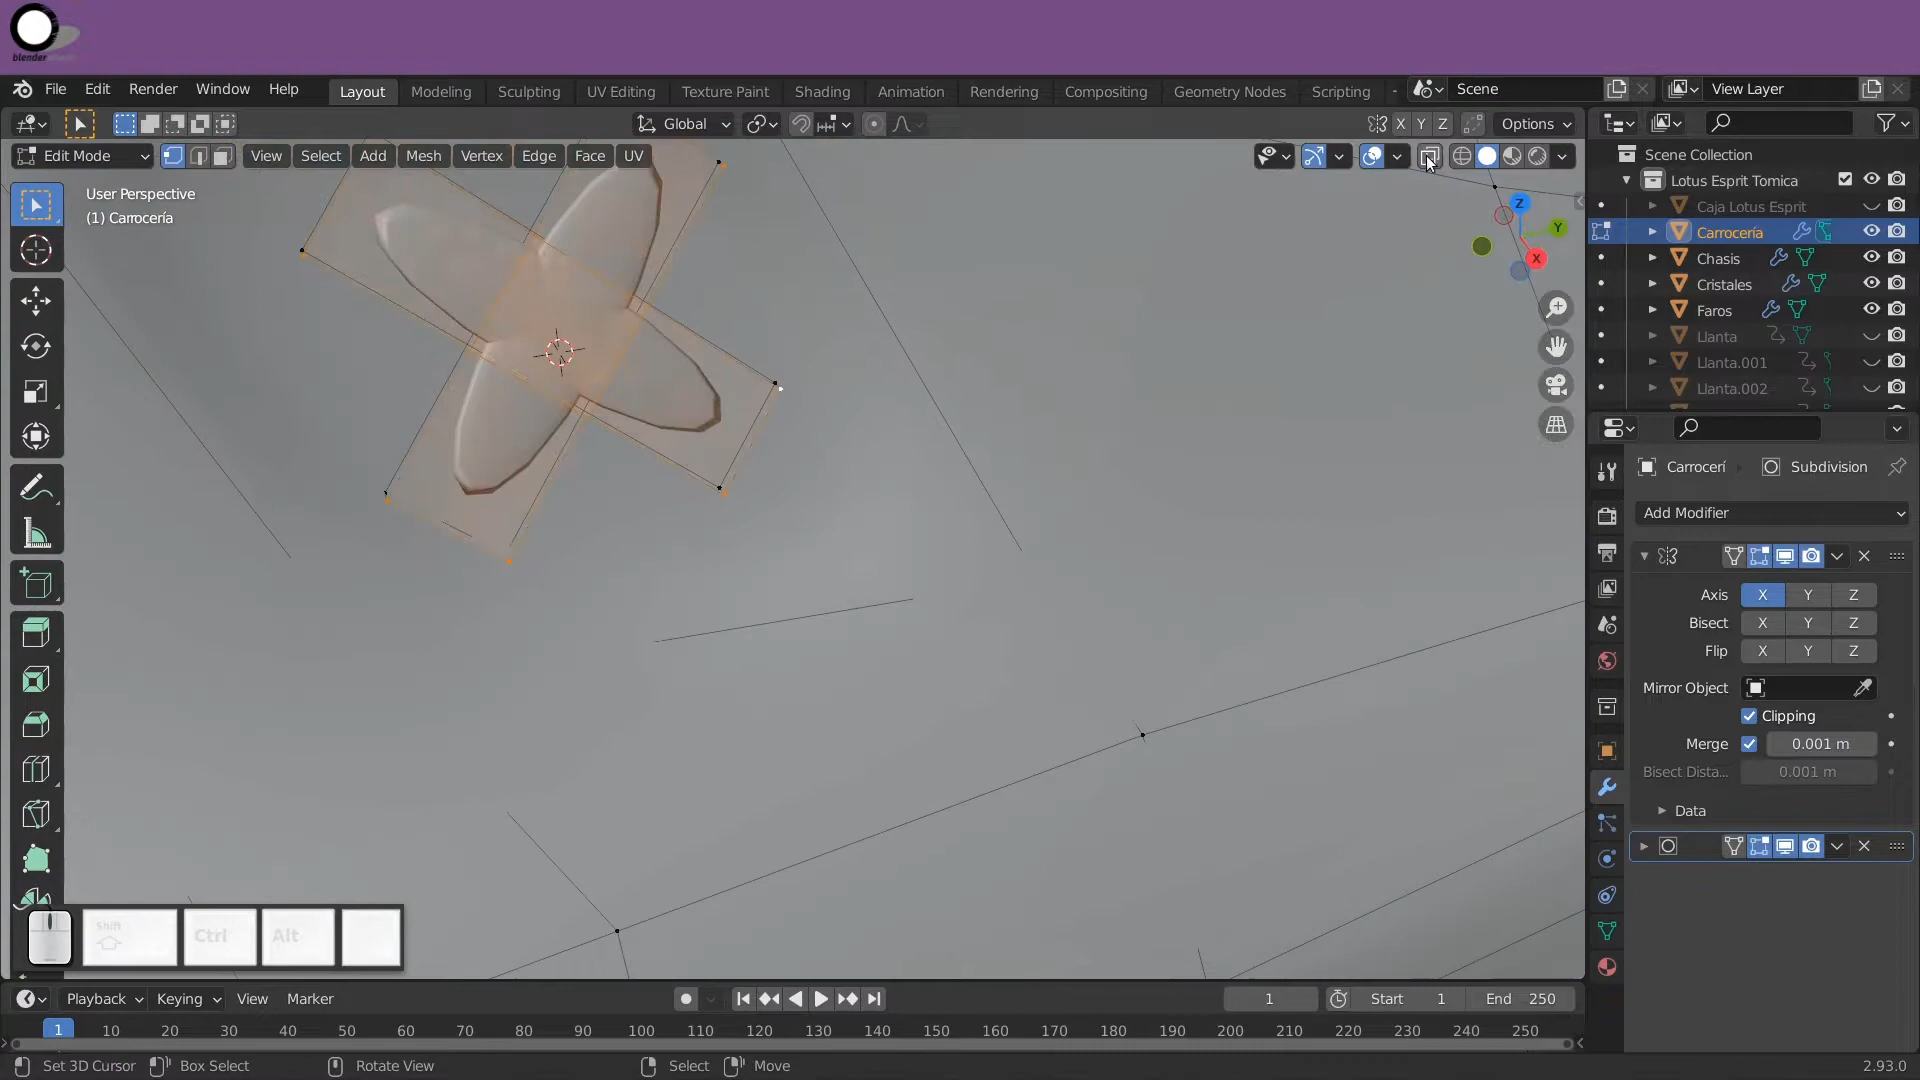 blender
File Edit Render Window Help Layout Modeling Sculpting UV Editing Texture Paint Shading Animation Rendering Compositing Geometry Nodes Scripting Scene View Layer
Global X Y Z Options
Edit Mode View Select Add Mesh Vertex Edge Face UV
User Perspective
(1) Carrocería
Z
Y
X
Scene Collection
Lotus Esprit Tomica
Caja Lotus Esprit
Carrocería
Chasis
Cristales
Faros
Llanta
Llanta.001
Llanta.002
Carrocerí Subdivision
Add Modifier
Axis X Y Z
Bisect X Y Z
Flip X Y Z
Mirror Object
Clipping
Merge 0.001 m
Bisect Dista... 0.001 m
Data
Shift
Ctrl Alt
Playback Keying View Marker 1 Start 1 End 250
1 10 20 30 40 50 60 70 80 90 100 110 120 130 140 150 160 170 180 190 200 210 220 230 240 250
Set 3D Cursor Box Select Rotate View Select Move 2.93.0